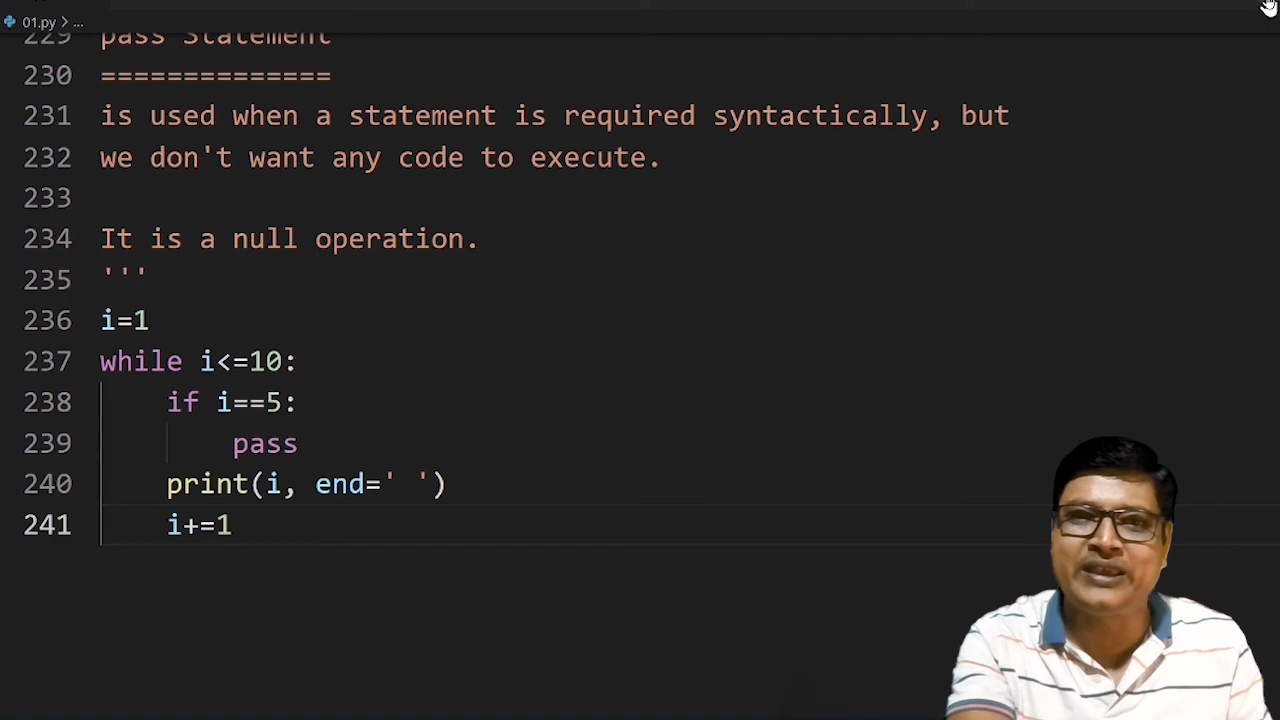 01.py > ...
229 pass Statement
230 ==============
231 is used when a statement is required syntactically, but
232 we don't want any code to execute.
233
234 It is a null operation.
235 '''
236 i=1
237 while i<=10:
238 if i==5:
239 pass
240 print(i, end=' ')
241 i+=1